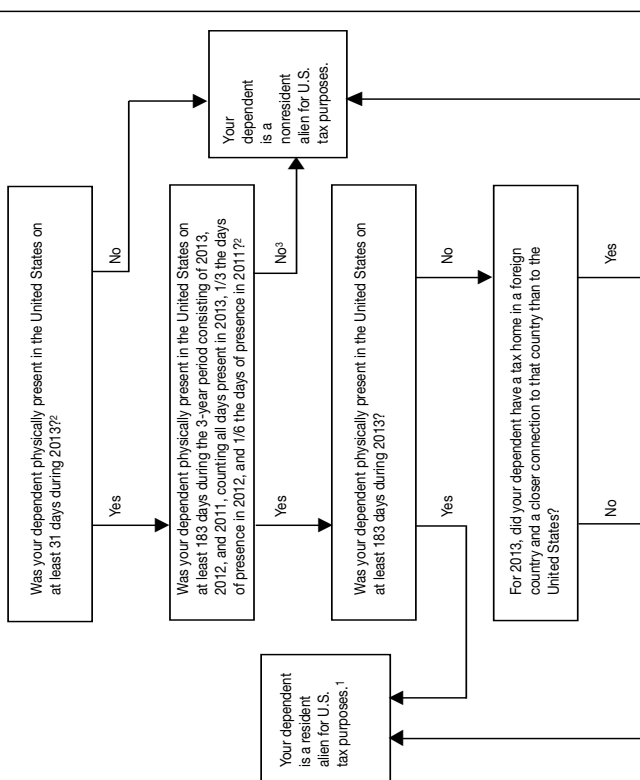 Was your dependent physically present in the United States on
at least 31 days during 2013?²
No
Yes
Your
dependent
is a
nonresident
alien for U.S.
tax purposes.
Was your dependent physically present in the United States on
at least 183 days during the 3-year period consisting of 2013,
2012, and 2011, counting all days present in 2013, 1/3 the days
of presence in 2012, and 1/6 the days of presence in 2011?²
No³
Yes
Was your dependent physically present in the United States on
at least 183 days during 2013?
No
Yes
Your dependent
is a resident
alien for U.S.
tax purposes.¹
For 2013, did your dependent have a tax home in a foreign
country and a closer connection to that country than to the
United States?
Yes
No